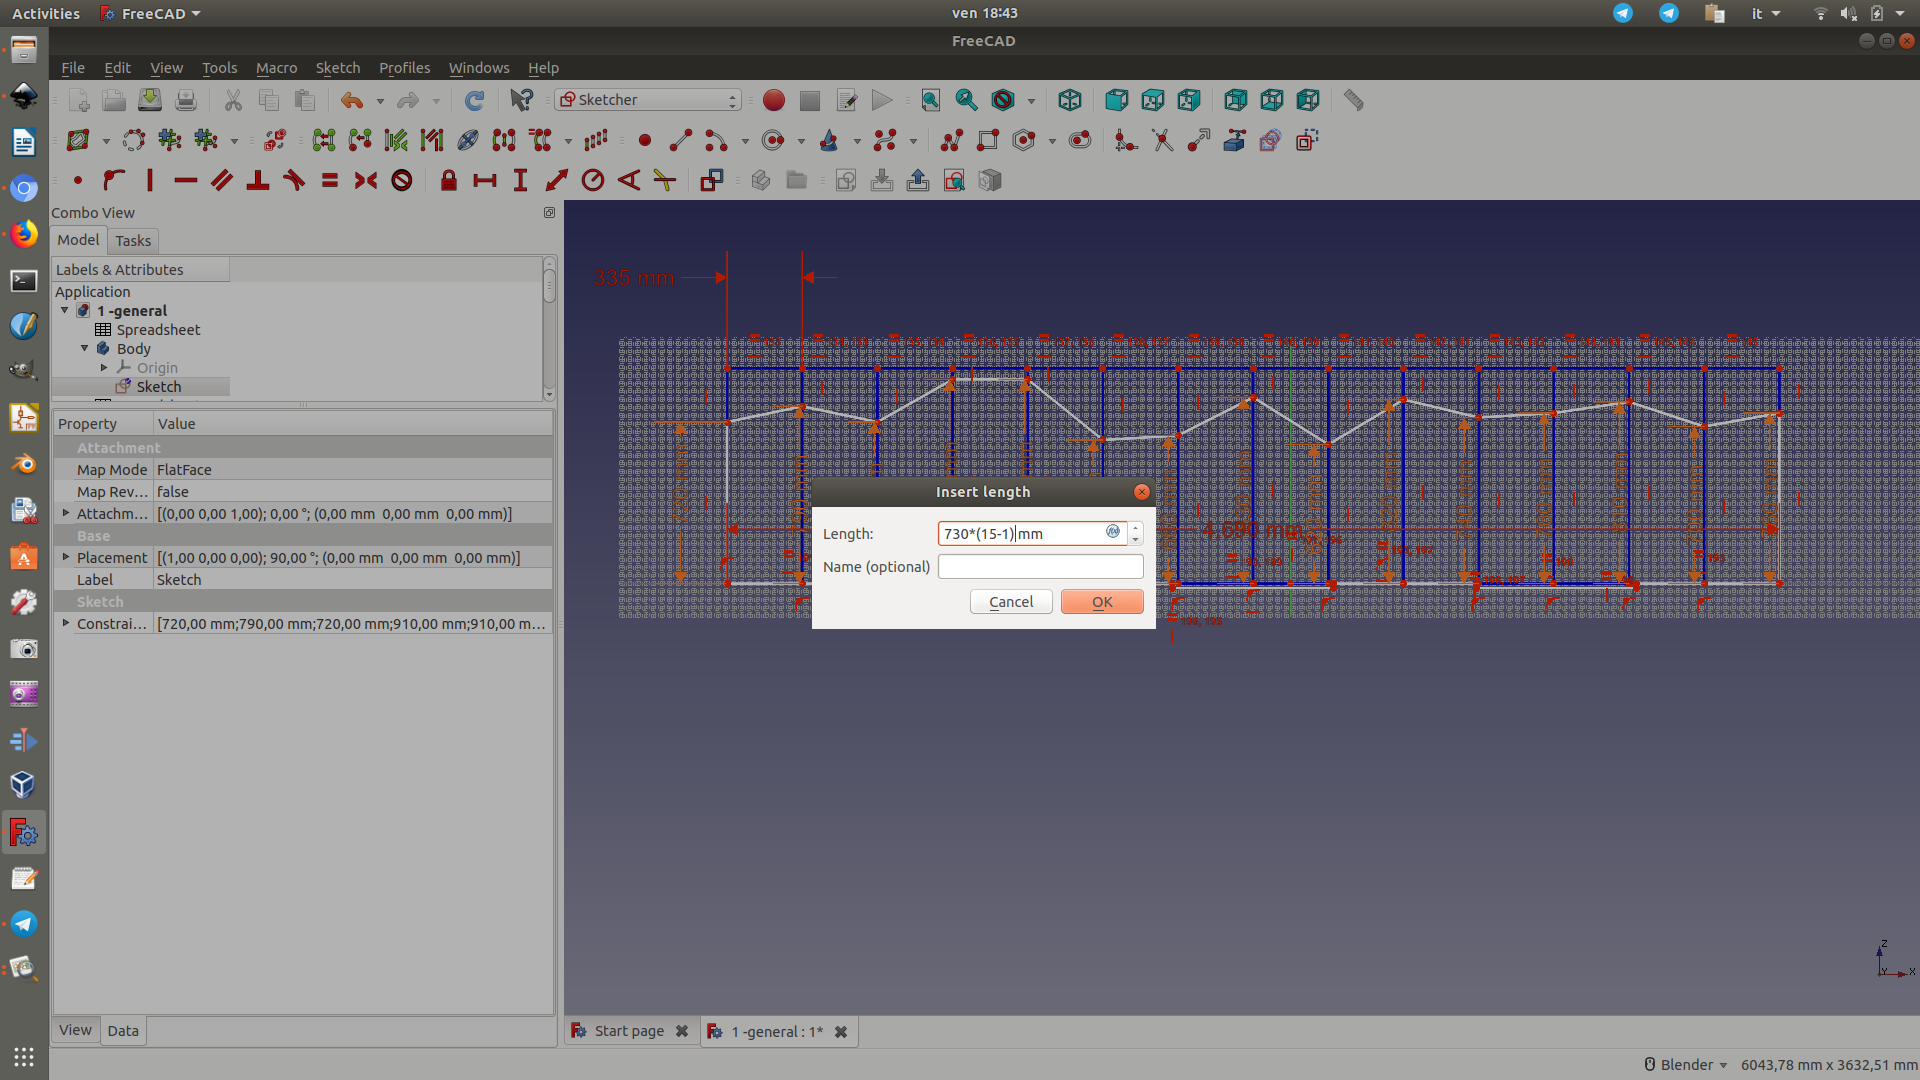 Activities FreeCAD ven 18:43 it
FreeCAD
File Edit View Tools Macro Sketch Profiles Windows Help
Sketcher
Combo View
Model Tasks
Labels & Attributes
Application
1 -general
Spreadsheet
Body
Origin
Sketch
Property Value
Attachment
Map Mode FlatFace
Map Rev... false
Attachm... [(0,00 0,00 1,00); 0,00 °; (0,00 mm 0,00 mm 0,00 mm)]
Base
Placement [(1,00 0,00 0,00); 90,00 °; (0,00 mm 0,00 mm 0,00 mm)]
Label Sketch
Sketch
Constrai... [720,00 mm;790,00 mm;720,00 mm;910,00 mm;910,00 m...
View Data
335 mm
Insert length
Length: 730*(15-1) mm
Name (optional)
Cancel OK
Z
Y X
Start page 1 -general : 1*
Blender 6043,78 mm x 3632,51 mm